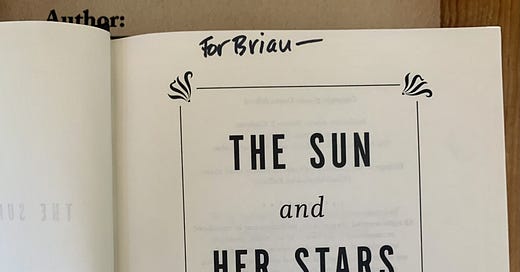 Author:
For Brian—
THE SUN
and
HER STARS